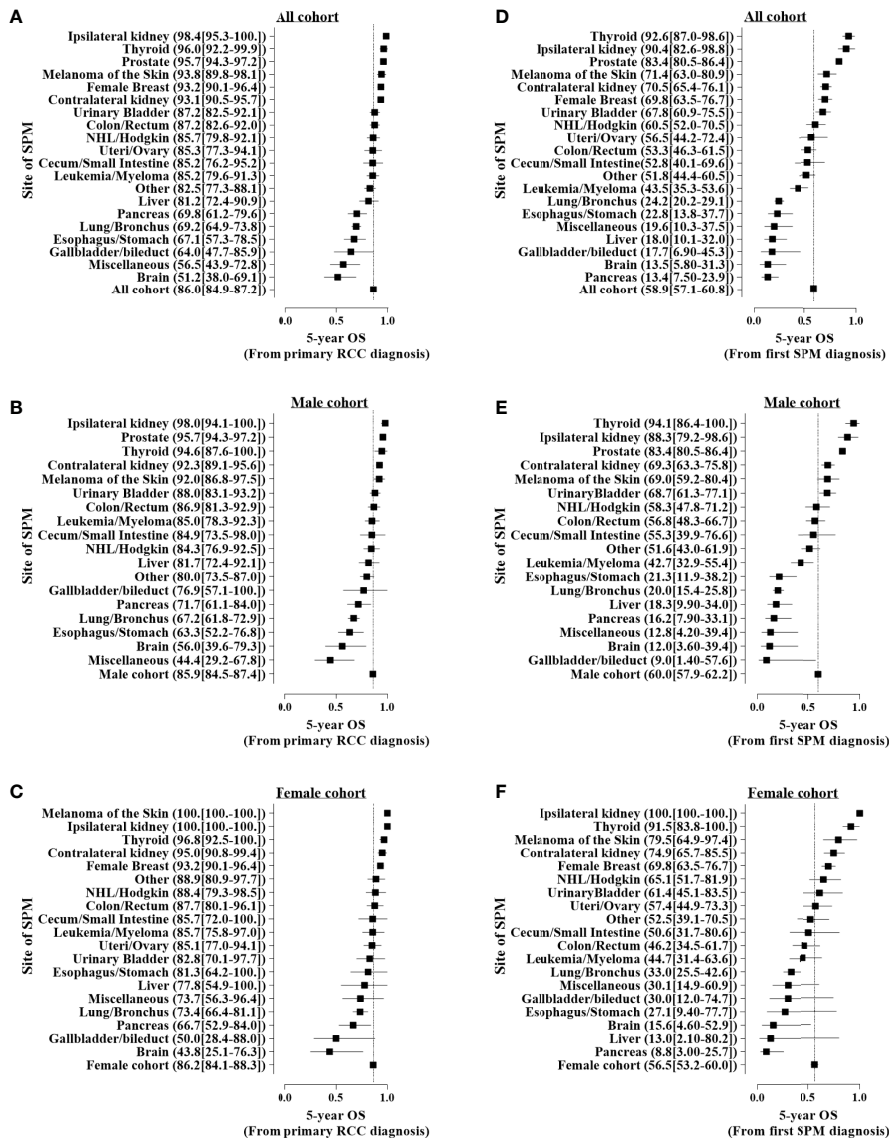 A
All cohort
Site of SPM
Ipsilateral kidney (98.4[95.3-100.])
Thyroid (96.0[92.2-99.9])
Prostate (95.7[94.3-97.2])
Melanoma of the Skin (93.8[89.8-98.1])
Female Breast (93.2[90.1-96.4])
Contralateral kidney (93.1[90.5-95.7])
Urinary Bladder (87.2[82.5-92.1])
Colon/Rectum (87.2[82.6-92.0])
NHL/Hodgkin (85.7[79.8-92.1])
Uteri/Ovary (85.3[77.3-94.1])
Cecum/Small Intestine (85.2[76.2-95.2])
Leukemia/Myeloma (85.2[79.6-91.3])
Other (82.5[77.3-88.1])
Liver (81.2[72.4-90.9])
Pancreas (69.8[61.2-79.6])
Lung/Bronchus (69.2[64.9-73.8])
Esophagus/Stomach (67.1[57.3-78.5])
Gallbladder/bileduct (64.0[47.7-85.9])
Miscellaneous (56.5[43.9-72.8])
Brain (51.2[38.0-69.1])
All cohort (86.0[84.9-87.2])
0.0 0.5 1.0
5-year OS
(From primary RCC diagnosis)
D
All cohort
Site of SPM
Thyroid (92.6[87.0-98.6])
Ipsilateral kidney (90.4[82.6-98.8])
Prostate (83.4[80.5-86.4])
Melanoma of the Skin (71.4[63.0-80.9])
Contralateral kidney (70.5[65.4-76.1])
Female Breast (69.8[63.5-76.7])
Urinary Bladder (67.8[60.9-75.5])
NHL/Hodgkin (60.5[52.0-70.5])
Uteri/Ovary (56.5[44.2-72.4])
Colon/Rectum (53.3[46.3-61.5])
Cecum/Small Intestine(52.8[40.1-69.6])
Other (51.8[44.4-60.5])
Leukemia/Myeloma (43.5[35.3-53.6])
Lung/Bronchus (24.2[20.2-29.1])
Esophagus/Stomach (22.8[13.8-37.7])
Miscellaneous (19.6[10.3-37.5])
Liver (18.0[10.1-32.0])
Gallbladder/bileduct (17.7[6.90-45.3])
Brain (13.5[5.80-31.3])
Pancreas (13.4[7.50-23.9])
All cohort (58.9[57.1-60.8])
0.0 0.5 1.0
5-year OS
(From first SPM diagnosis)
B
Male cohort
Site of SPM
Ipsilateral kidney (98.0[94.1-100.])
Prostate (95.7[94.3-97.2])
Thyroid (94.6[87.6-100.])
Contralateral kidney (92.3[89.1-95.6])
Melanoma of the Skin (92.0[86.8-97.5])
Urinary Bladder (88.0[83.1-93.2])
Colon/Rectum (86.9[81.3-92.9])
Leukemia/Myeloma (85.0[78.3-92.3])
Cecum/Small Intestine (84.9[73.5-98.0])
NHL/Hodgkin (84.3[76.9-92.5])
Liver (81.7[72.4-92.1])
Other (80.0[73.5-87.0])
Gallbladder/bileduct (76.9[57.1-100.])
Pancreas (71.7[61.1-84.0])
Lung/Bronchus (67.2[61.8-72.9])
Esophagus/Stomach (63.3[52.2-76.8])
Brain (56.0[39.6-79.3])
Miscellaneous (44.4[29.2-67.8])
Male cohort (85.9[84.5-87.4])
0.0 0.5 1.0
5-year OS
(From primary RCC diagnosis)
E
Male cohort
Site of SPM
Thyroid (94.1[86.4-100.])
Ipsilateral kidney (88.3[79.2-98.6])
Prostate (83.4[80.5-86.4])
Contralateral kidney (69.3[63.3-75.8])
Melanoma of the Skin (69.0[59.2-80.4])
UrinaryBladder (68.7[61.3-77.1])
NHL/Hodgkin (58.3[47.8-71.2])
Colon/Rectum (56.8[48.3-66.7])
Cecum/Small Intestine (55.3[39.9-76.6])
Other (51.6[43.0-61.9])
Leukemia/Myeloma (42.7[32.9-55.4])
Esophagus/Stomach (21.3[11.9-38.2])
Lung/Bronchus (20.0[15.4-25.8])
Liver (18.3[9.90-34.0])
Pancreas (16.2[7.90-33.1])
Miscellaneous (12.8[4.20-39.4])
Brain (12.0[3.60-39.4])
Gallbladder/bileduct (9.0[1.40-57.6])
Male cohort (60.0[57.9-62.2])
0.0 0.5 1.0
5-year OS
(From first SPM diagnosis)
C
Female cohort
Site of SPM
Melanoma of the Skin (100.[100.-100.])
Ipsilateral kidney (100.[100.-100.])
Thyroid (96.8[92.5-100.])
Contralateral kidney (95.0[90.8-99.4])
Female Breast (93.2[90.1-96.4])
Other (88.9[80.9-97.7])
NHL/Hodgkin (88.4[79.3-98.5])
Colon/Rectum (87.7[80.1-96.1])
Cecum/Small Intestine (85.7[72.0-100.])
Leukemia/Myeloma (85.7[75.8-97.0])
Uteri/Ovary (85.1[77.0-94.1])
Urinary Bladder (82.8[70.1-97.7])
Esophagus/Stomach (81.3[64.2-100.])
Liver (77.8[54.9-100.])
Miscellaneous (73.7[56.3-96.4])
Lung/Bronchus (73.4[66.4-81.1])
Pancreas (66.7[52.9-84.0])
Gallbladder/bileduct (50.0[28.4-88.0])
Brain (43.8[25.1-76.3])
Female cohort (86.2[84.1-88.3])
0.0 0.5 1.0
5-year OS
(From primary RCC diagnosis)
F
Female cohort
Site of SPM
Ipsilateral kidney (100.[100.-100.])
Thyroid (91.5[83.8-100.])
Melanoma of the Skin (79.5[64.9-97.4])
Contralateral kidney (74.9[65.7-85.5])
Female Breast (69.8[63.5-76.7])
NHL/Hodgkin (65.1[51.7-81.9])
UrinaryBladder (61.4[45.1-83.5])
Uteri/Ovary (57.4[44.9-73.3])
Other (52.5[39.1-70.5])
Cecum/Small Intestine (50.6[31.7-80.6])
Colon/Rectum (46.2[34.5-61.7])
Leukemia/Myeloma (44.7[31.4-63.6])
Lung/Bronchus (33.0[25.5-42.6])
Miscellaneous (30.1[14.9-60.9])
Gallbladder/bileduct (30.0[12.0-74.7])
Esophagus/Stomach (27.1[9.40-77.7])
Brain (15.6[4.60-52.9])
Liver (13.0[2.10-80.2])
Pancreas (8.8[3.00-25.7])
Female cohort (56.5[53.2-60.0])
0.0 0.5 1.0
5-year OS
(From first SPM diagnosis)